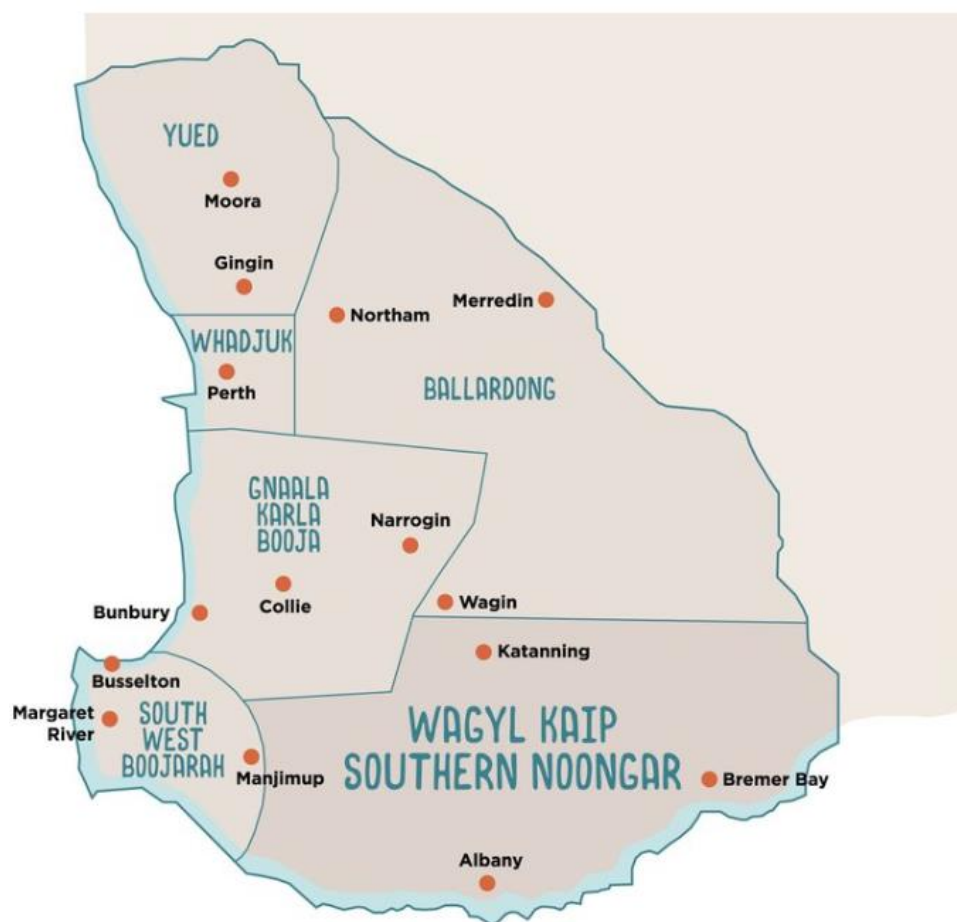 YUED
Moora
Gingin
Northam
Merredin
WHADJUK
Perth
BALLARDONG
GNAALA
KARLA
BOOJA
Narrogin
Collie
Wagin
Bunbury
Katanning
Busselton
Margaret
River
SOUTH
WEST
BOOJARAH
Manjimup
WAGYL KAIP
SOUTHERN NOONGAR
Bremer Bay
Albany